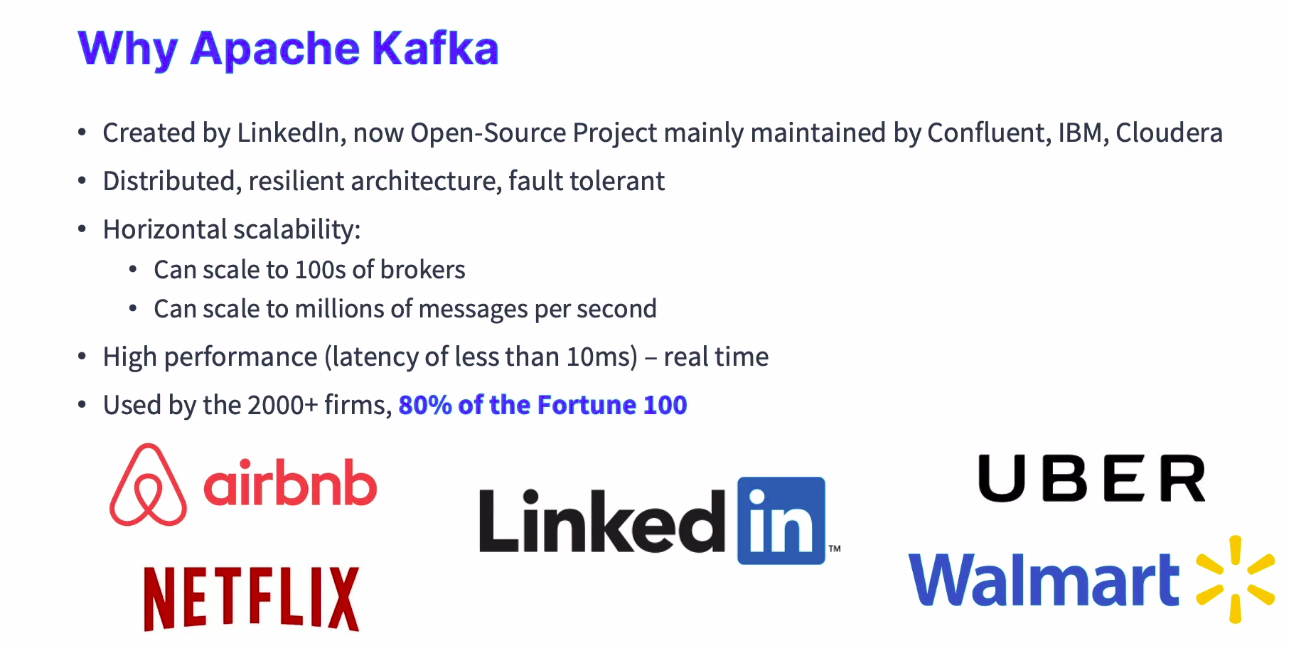 Why Apache Kafka
• Created by LinkedIn, now Open-Source Project mainly maintained by Confluent, IBM, Cloudera
• Distributed, resilient architecture, fault tolerant
• Horizontal scalability:
• Can scale to 100s of brokers
• Can scale to millions of messages per second
• High performance (latency of less than 10ms) – real time
• Used by the 2000+ firms, 80% of the Fortune 100
airbnb
LinkedIn™
UBER
NETFLIX
Walmart